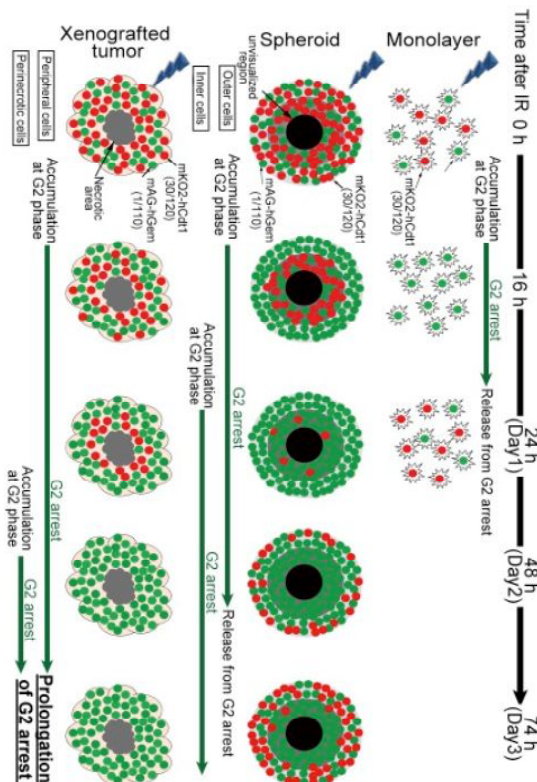 Time after IR 0 h
16 h
24 h
(Day1)
48 h
(Day2)
74 h
(Day3)
Monolayer
mKO2-hCdt1
(30/120)
Accumulation
at G2 phase
G2 arrest
Release from G2 arrest
Spheroid
unvisualized
region
mKO2-hCdt1
(30/120)
mAG-hGem
(1/110)
Outer cells
Inner cells
Accumulation
at G2 phase
G2 arrest
Release from G2 arrest
Accumulation
at G2 phase
G2 arrest
Xenografted
tumor
mKO2-hCdt1
(30/120)
mAG-hGem
(1/110)
Necrotic
area
Peripheral cells
Perinecrotic cells
Accumulation
at G2 phase
G2 arrest
Accumulation
at G2 phase
G2 arrest
Prolongation
of G2 arrest